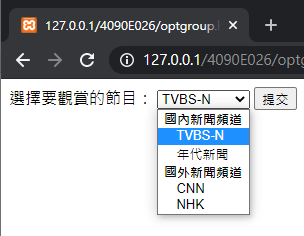 127.0.0.1/4090E026/optgroup.
127.0.0.1/4090E026/optg
選擇要觀賞的節目： TVBS-N 提交
國內新聞頻道
TVBS-N
年代新聞
國外新聞頻道
CNN
NHK